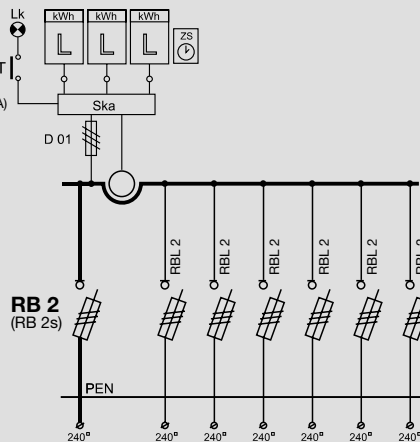 Lk
kWh kWh kWh
ZS
T
A)
Ska
D 01
RBL 2 RBL 2 RBL 2 RBL 2 RBL 2
RB 2
(RB 2s)
PEN
240¤ 240¤ 240¤ 240¤ 240¤ 240¤ 240¤